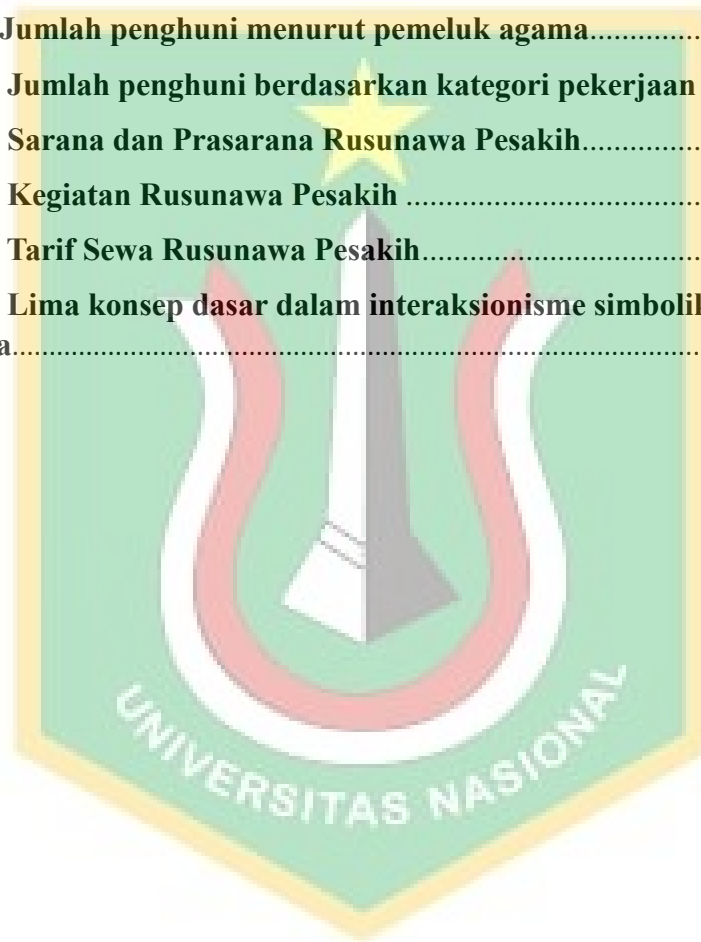 Jumlah penghuni menurut pemeluk agama................
Jumlah penghuni berdasarkan kategori pekerjaan
Sarana dan Prasarana Rusunawa Pesakih................
Kegiatan Rusunawa Pesakih ....................................
Tarif Sewa Rusunawa Pesakih..................................
Lima konsep dasar dalam interaksionisme simbolik
a....................................................................................
UNIVERSITAS NASIONAL